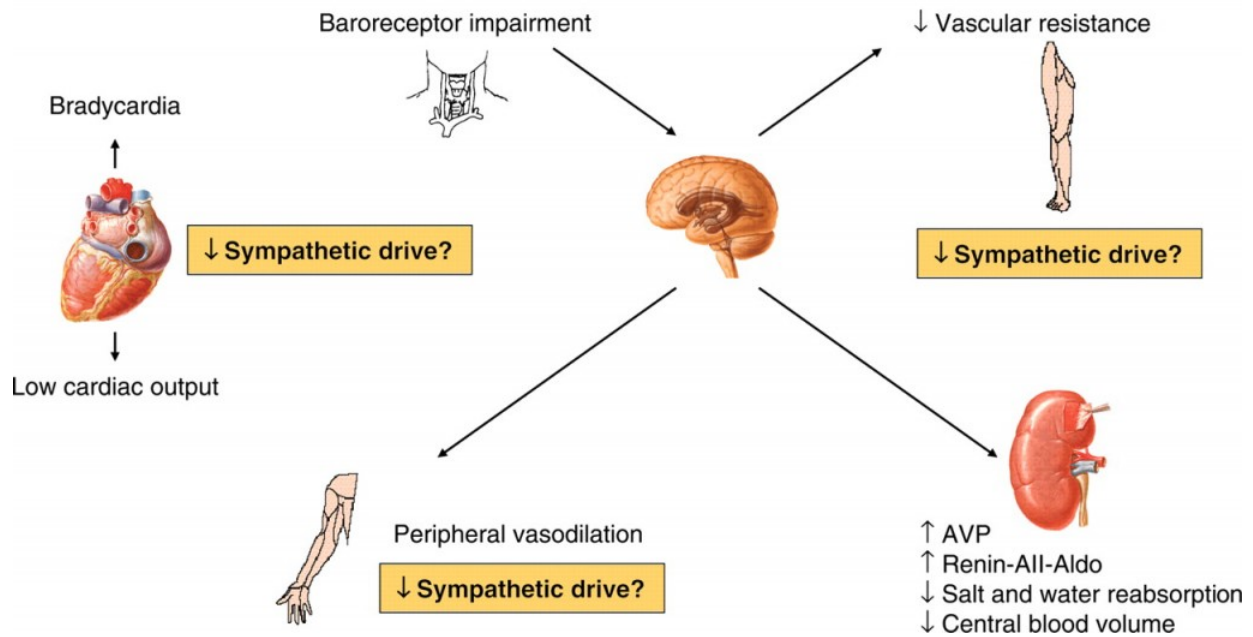 Baroreceptor impairment
↓ Vascular resistance
Bradycardia
↓ Sympathetic drive?
↓ Sympathetic drive?
Low cardiac output
Peripheral vasodilation
↓ Sympathetic drive?
↑ AVP
↑ Renin-AII-Aldo
↓ Salt and water reabsorption
↓ Central blood volume